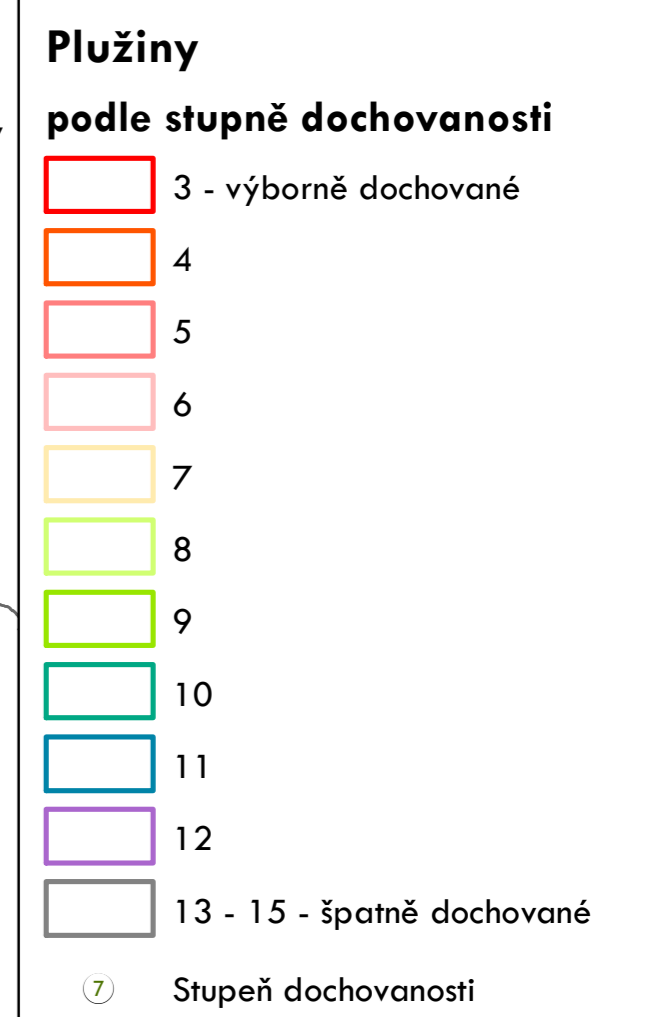 Plužiny
podle stupně dochovanosti
3 - výborně dochované
4
5
6
7
8
9
10
11
12
13 - 15 - špatně dochované
7 Stupeň dochovanosti